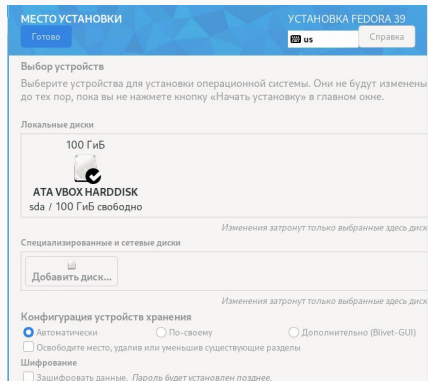 МЕСТО УСТАНОВКИ
УСТАНОВКА FEDORA 39
Готово
us
Справка
Выбор устройств
Выберите устройства для установки операционной системы. Они не будут изменены
до тех пор, пока вы не нажмете кнопку «Начать установку» в главном окне.
Локальные диски
100 ГиБ
ATA VBOX HARDDISK
sda / 100 ГиБ свободно
Изменения затронут только выбранные здесь диск
Специализированные и сетевые диски
Добавить диск...
Изменения затронут только выбранные здесь диск
Конфигурация устройств хранения
Автоматически
По-своему
Дополнительно (Blivet-GUI)
Освободите место, удалив или уменьшив существующие разделы
Шифрование
Зашифровать данные. Пароль будет установлен позднее.